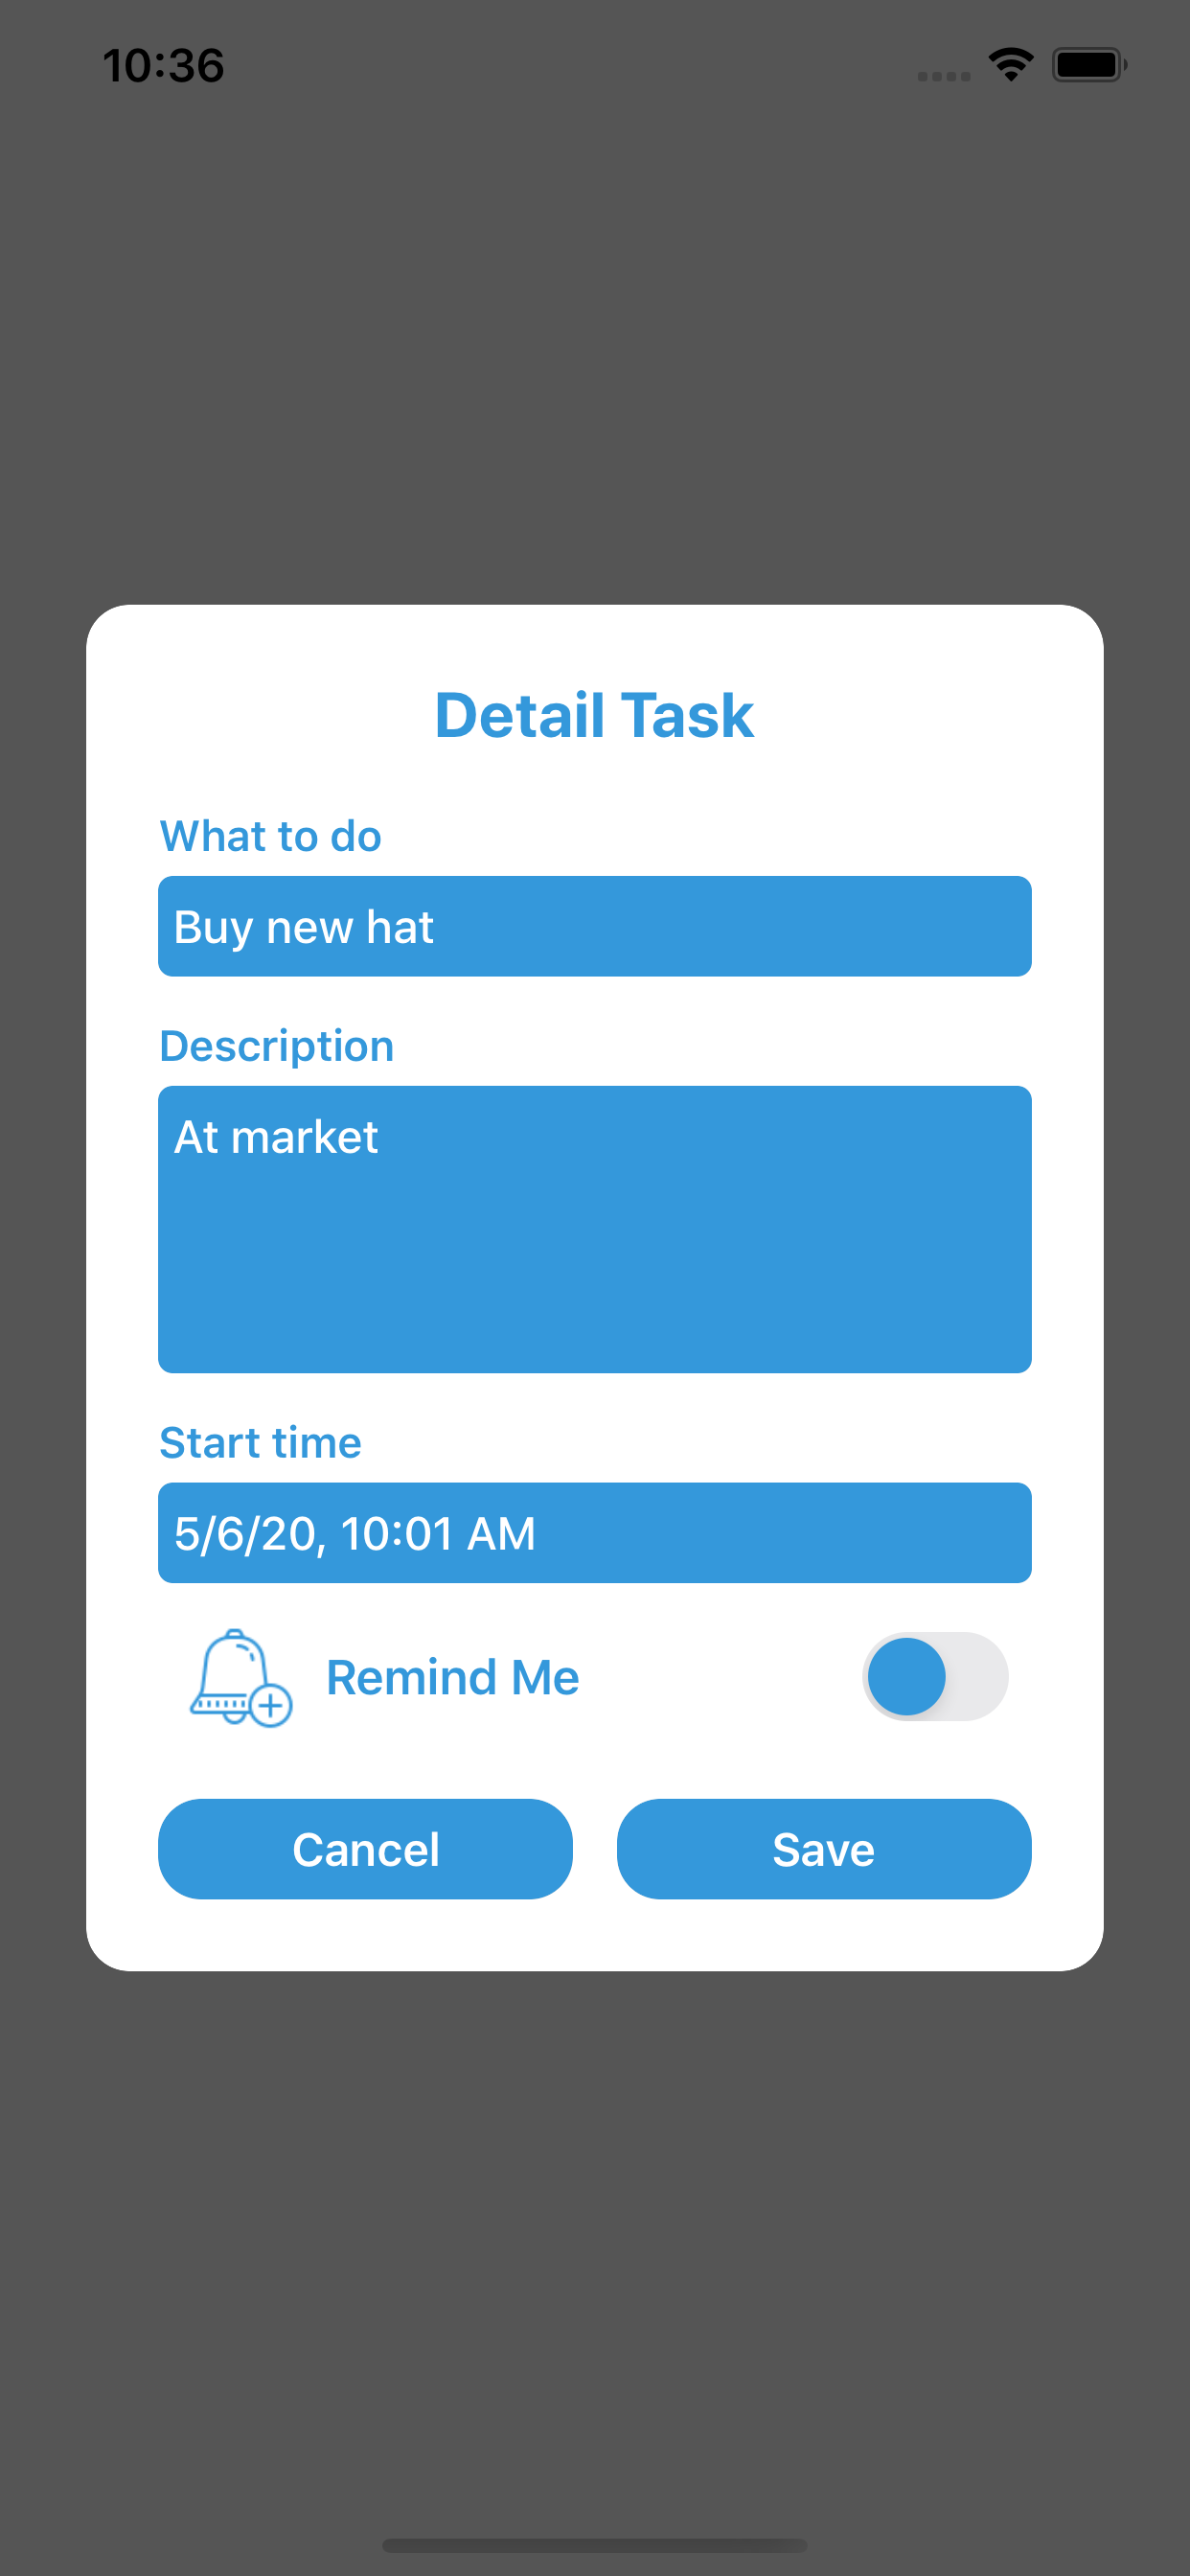 10:36
Detail Task
What to do
Buy new hat
Description
At market
Start time
5/6/20, 10:01 AM
Remind Me
Cancel
Save